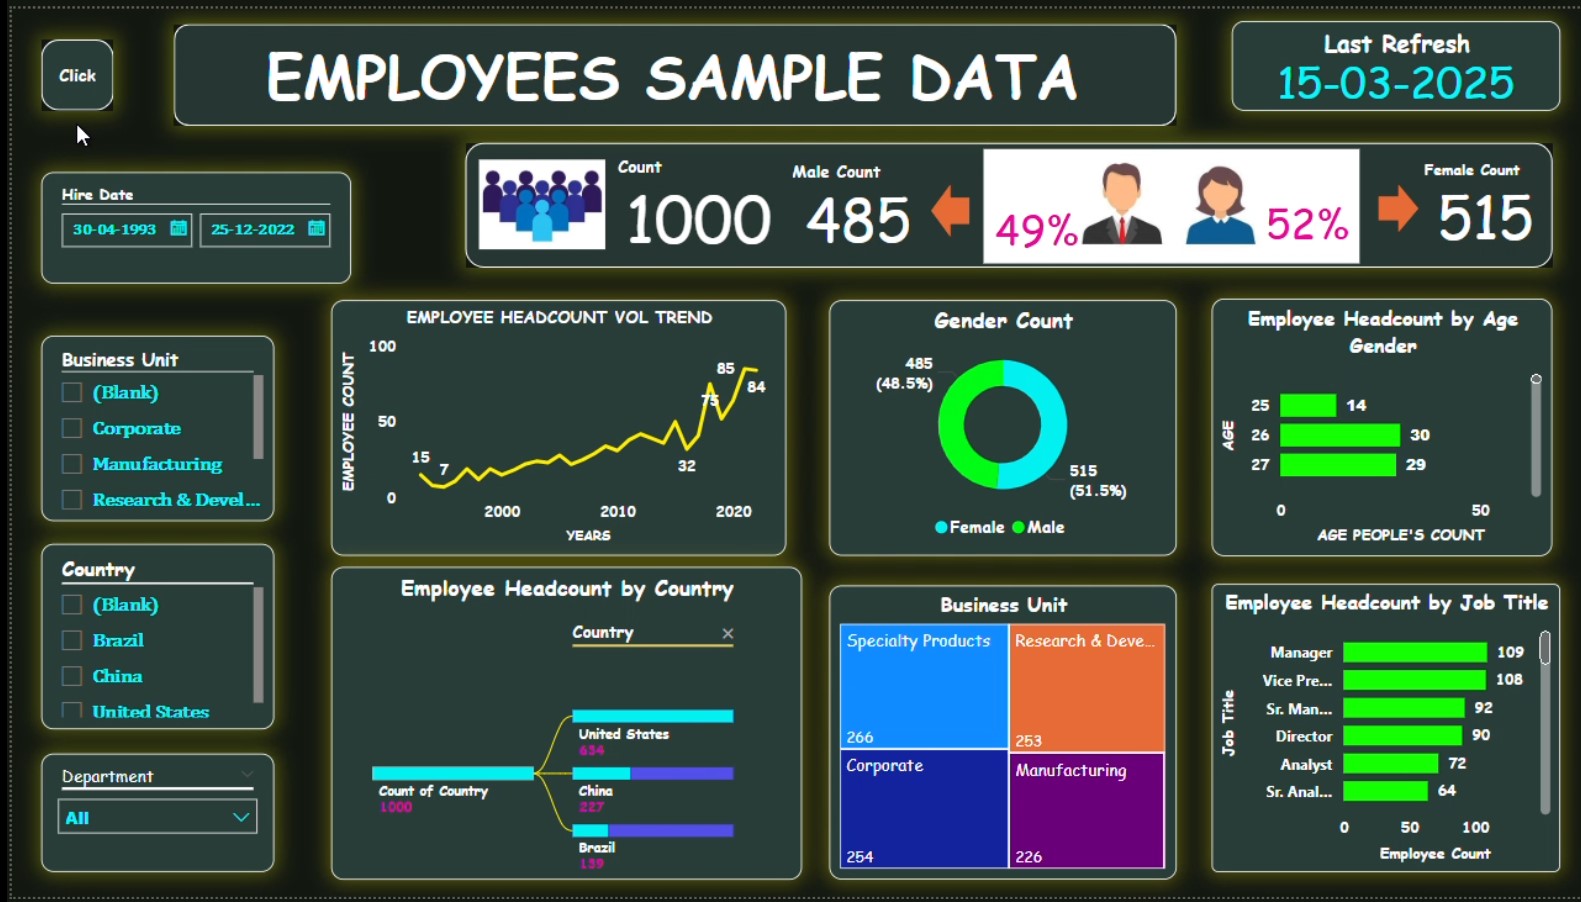 Click
EMPLOYEES SAMPLE DATA
Last Refresh
15-03-2025
Hire Date
30-04-1993
25-12-2022
Count
1000
Male Count
485
49%
52%
Female Count
515
Business Unit
(Blank)
Corporate
Manufacturing
Research & Devel...
Country
(Blank)
Brazil
China
United States
Department
All
EMPLOYEE HEADCOUNT VOL TREND
EMPLOYEE COUNT
100
50
0
15
7
32
75
85
84
2000
2010
2020
YEARS
Gender Count
485
(48.5%)
515
(51.5%)
Female
Male
Employee Headcount by Age
Gender
AGE
25
14
26
30
27
29
0
50
AGE PEOPLE'S COUNT
Employee Headcount by Country
Country
Count of Country
1000
United States
634
China
227
Brazil
139
Business Unit
Specialty Products
266
Research & Deve...
253
Corporate
254
Manufacturing
226
Employee Headcount by Job Title
Job Title
Manager
109
Vice Pre...
108
Sr. Man...
92
Director
90
Analyst
72
Sr. Anal...
64
0
50
100
Employee Count